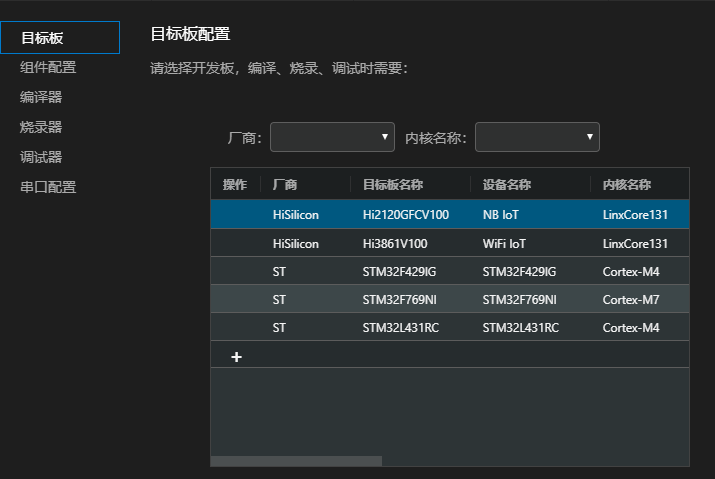 目标板
组件配置
编译器
烧录器
调试器
串口配置
目标板配置
请选择开发板，编译、烧录、调试时需要：
厂商： 内核名称：
操作 厂商 目标板名称 设备名称 内核名称
HiSilicon Hi2120GFCV100 NB IoT LinxCore131
HiSilicon Hi3861V100 WiFi IoT LinxCore131
ST STM32F429IG STM32F429IG Cortex-M4
ST STM32F769NI STM32F769NI Cortex-M7
ST STM32L431RC STM32L431RC Cortex-M4
+